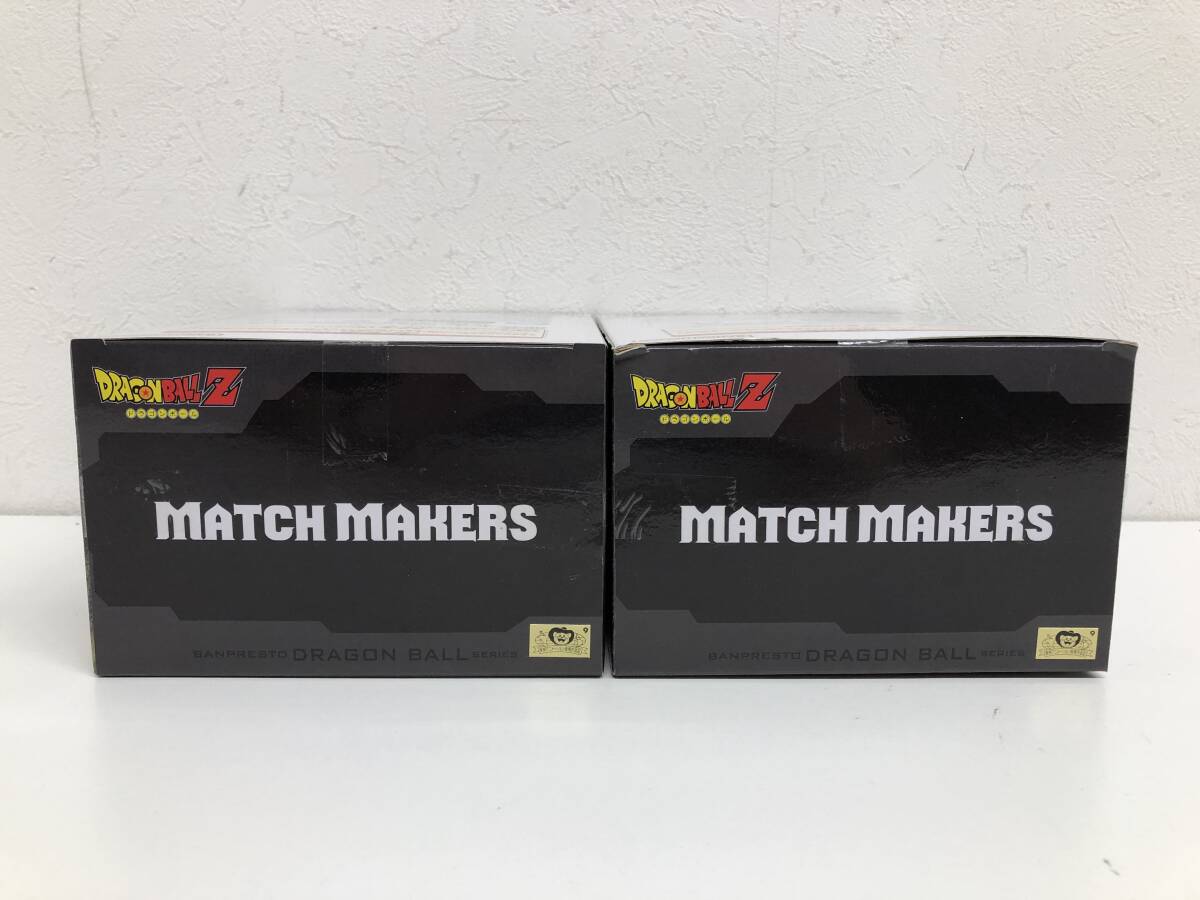 DRAGON BALL Z
ドラゴンボール
MATCH MAKERS
BANPRESTO DRAGON BALL SERIES
DRAGON BALL Z
ドラゴンボール
MATCH MAKERS
BANPRESTO DRAGON BALL SERIES